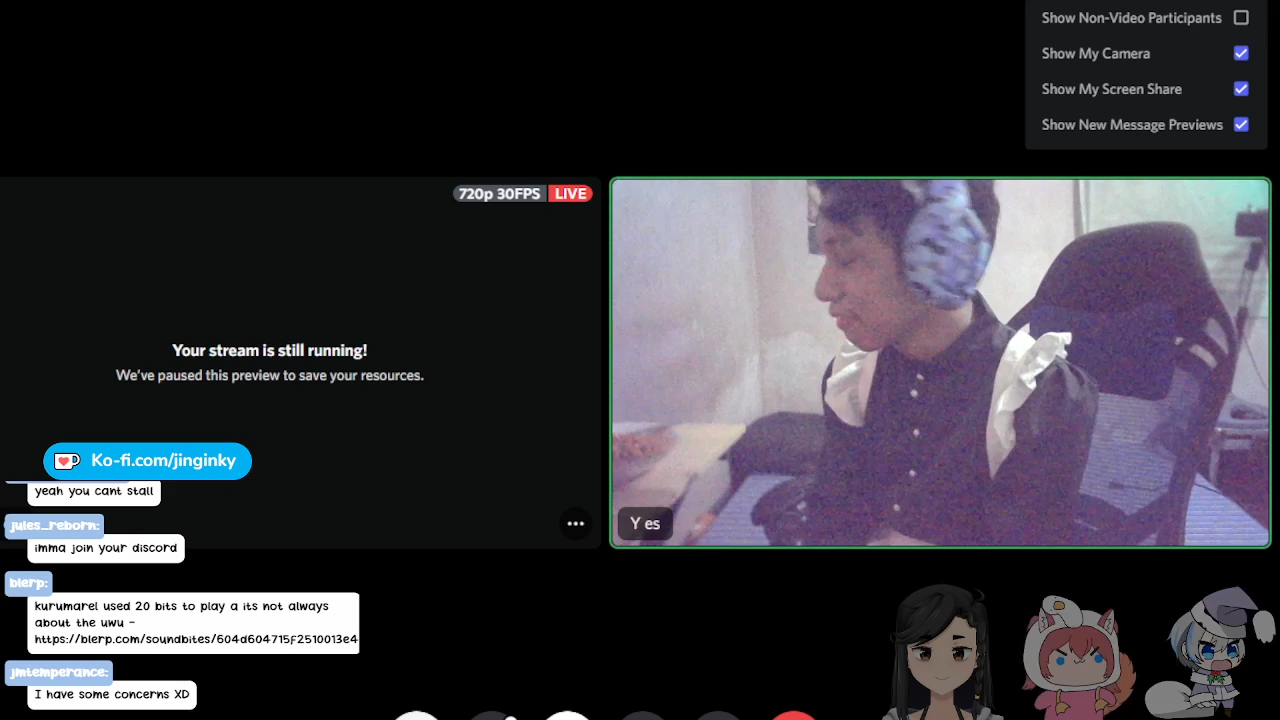 Show Non-Video Participants
Show My Camera
Show My Screen Share
Show New Message Previews
720p 30FPS LIVE
Your stream is still running!
We've paused this preview to save your resources.
Ko-fi.com/jinginky
yeah you cant stall
jules_reborn:
imma join your discord
Y es
blerp:
kurumarel used 20 bits to play a its not always
about the uwu -
https://blerp.com/soundbites/604d604715f2510013e4
jmtemperance:
I have some concerns XD